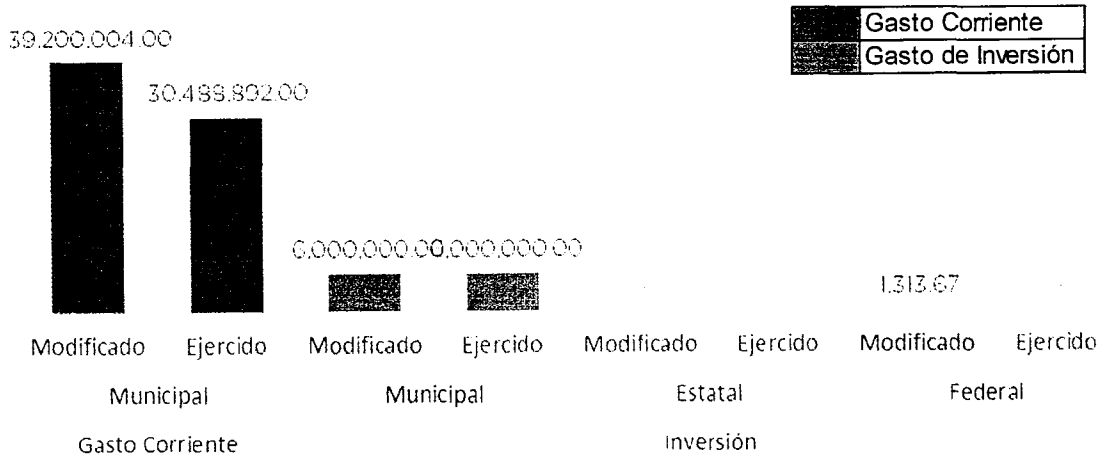 Gasto Corriente
Gasto de Inversión
39.200.004.00
30.488.892.00
6,000,000.00 6,000,000.00
1.313.67
Modificado Ejercido Modificado Ejercido Modificado Ejercido Modificado Ejercido
Municipal Municipal Estatal Federal
Gasto Corriente Inversión